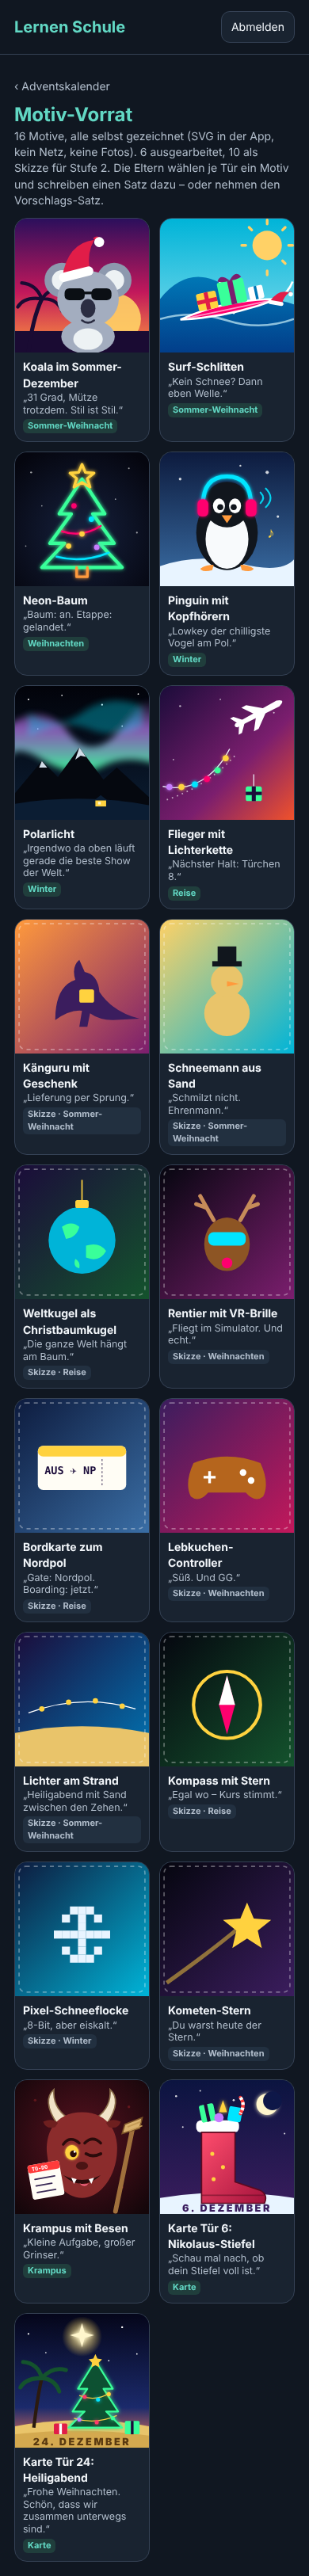 Lernen Schule
Abmelden
‹ Adventskalender
Motiv-Vorrat
16 Motive, alle selbst gezeichnet (SVG in der App,
kein Netz, keine Fotos). 6 ausgearbeitet, 10 als
Skizze für Stufe 2. Die Eltern wählen je Tür ein Motiv
und schreiben einen Satz dazu – oder nehmen den
Vorschlags-Satz.
Koala im Sommer-
Dezember
„31 Grad, Mütze
trotzdem. Stil ist Stil.“
Sommer-Weihnacht
Surf-Schlitten
„Kein Schnee? Dann
eben Welle.“
Sommer-Weihnacht
Neon-Baum
„Baum: an. Etappe:
gelandet.“
Weihnachten
Pinguin mit
Kopfhörern
„Lowkey der chilligste
Vogel am Pol.“
Winter
Polarlicht
„Irgendwo da oben läuft
gerade die beste Show
der Welt.“
Winter
Flieger mit
Lichterkette
„Nächster Halt: Türchen
8.“
Reise
Känguru mit
Geschenk
„Lieferung per Sprung.“
Skizze · Sommer-
Weihnacht
Schneemann aus
Sand
„Schmilzt nicht.
Ehrenmann.“
Skizze · Sommer-
Weihnacht
Weltkugel als
Christbaumkugel
„Die ganze Welt hängt
am Baum.“
Skizze · Reise
Rentier mit VR-Brille
„Fliegt im Simulator. Und
echt.“
Skizze · Weihnachten
AUS ✈ NP
Bordkarte zum
Nordpol
„Gate: Nordpol.
Boarding: jetzt.“
Skizze · Reise
Lebkuchen-
Controller
„Süß. Und GG.“
Skizze · Weihnachten
Lichter am Strand
„Heiligabend mit Sand
zwischen den Zehen.“
Skizze · Sommer-
Weihnacht
Kompass mit Stern
„Egal wo – Kurs stimmt.“
Skizze · Reise
Pixel-Schneeflocke
„8-Bit, aber eiskalt.“
Skizze · Winter
Kometen-Stern
„Du warst heute der
Stern.“
Skizze · Weihnachten
TO-DO
Krampus mit Besen
„Kleine Aufgabe, großer
Grinser.“
Krampus
6. DEZEMBER
Karte Tür 6:
Nikolaus-Stiefel
„Schau mal nach, ob
dein Stiefel voll ist.“
Karte
24. DEZEMBER
Karte Tür 24:
Heiligabend
„Frohe Weihnachten.
Schön, dass wir
zusammen unterwegs
sind.“
Karte